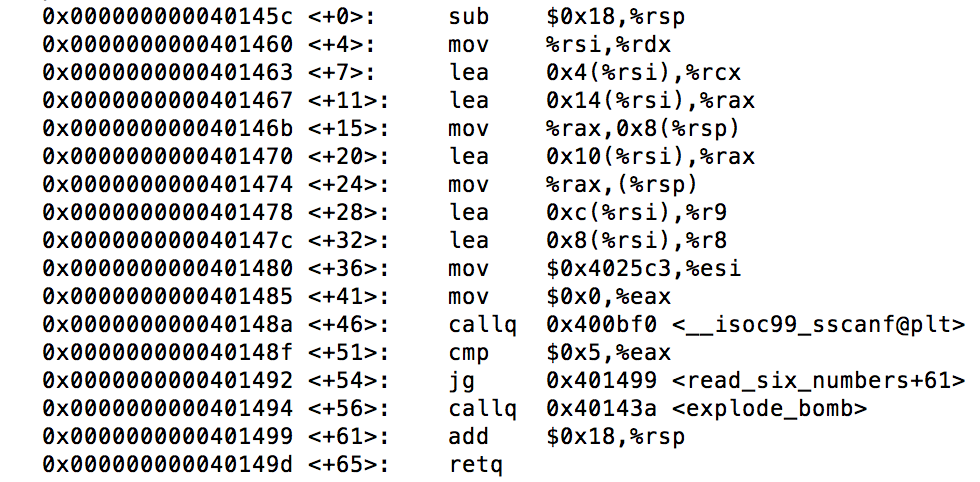 0x000000000040145c <+0>: sub $0x18,%rsp
0x0000000000401460 <+4>: mov %rsi,%rdx
0x0000000000401463 <+7>: lea 0x4(%rsi),%rcx
0x0000000000401467 <+11>: lea 0x14(%rsi),%rax
0x000000000040146b <+15>: mov %rax,0x8(%rsp)
0x0000000000401470 <+20>: lea 0x10(%rsi),%rax
0x0000000000401474 <+24>: mov %rax,(%rsp)
0x0000000000401478 <+28>: lea 0xc(%rsi),%r9
0x000000000040147c <+32>: lea 0x8(%rsi),%r8
0x0000000000401480 <+36>: mov $0x4025c3,%esi
0x0000000000401485 <+41>: mov $0x0,%eax
0x000000000040148a <+46>: callq 0x400bf0 <__isoc99_sscanf@plt>
0x000000000040148f <+51>: cmp $0x5,%eax
0x0000000000401492 <+54>: jg 0x401499 <read_six_numbers+61>
0x0000000000401494 <+56>: callq 0x40143a <explode_bomb>
0x0000000000401499 <+61>: add $0x18,%rsp
0x000000000040149d <+65>: retq